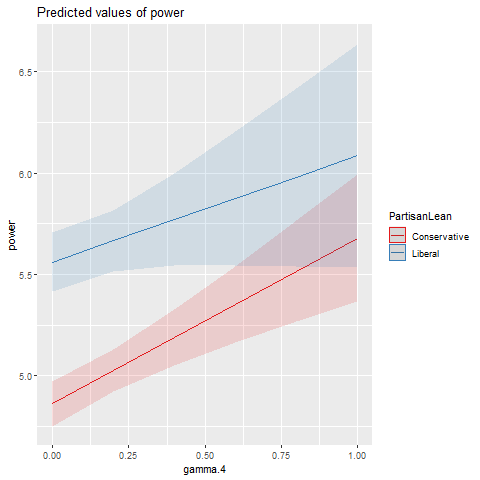 Predicted values of power
6.5
6.0
5.5
5.0
power
0.00 0.25 0.50 0.75 1.00
gamma.4
PartisanLean
Conservative
Liberal